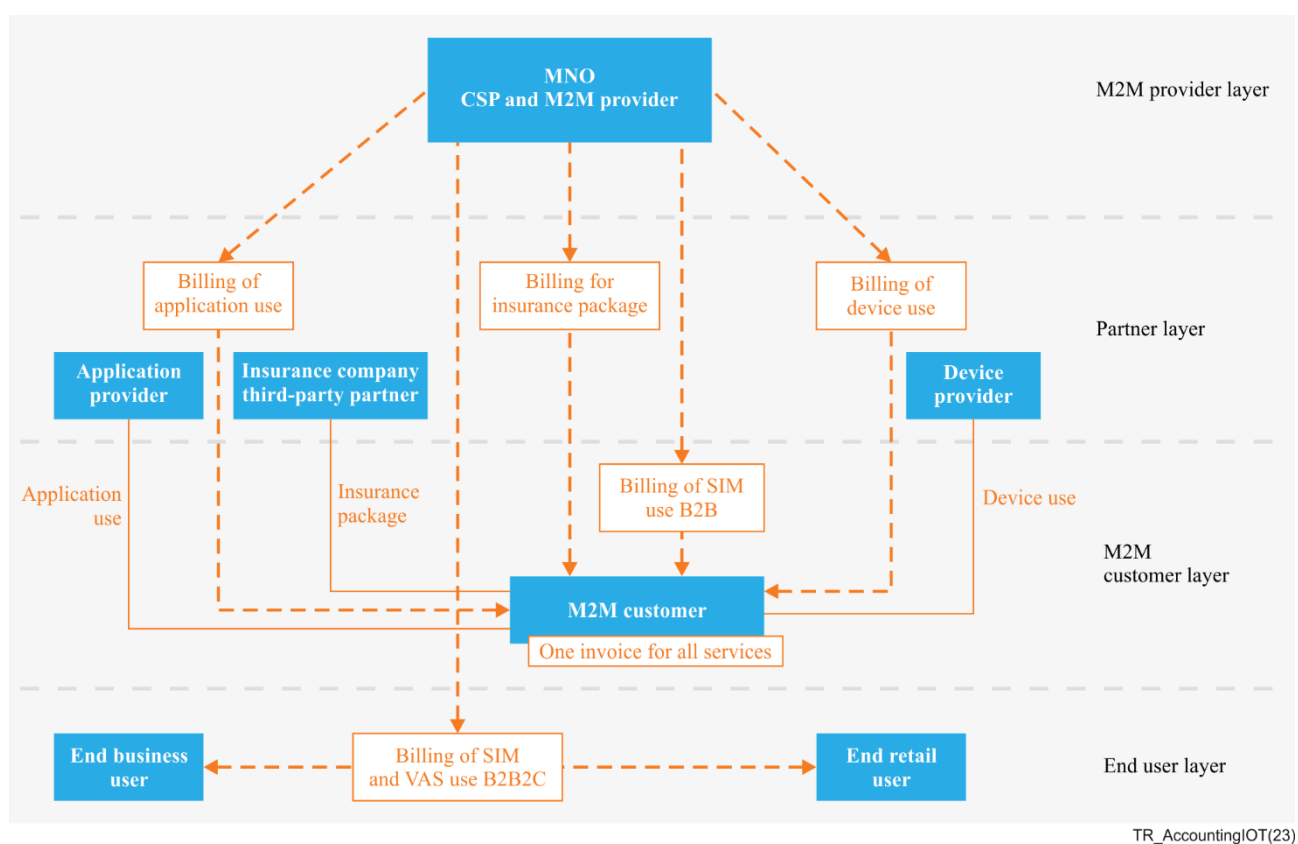 MNO
CSP and M2M provider
M2M provider layer
Billing of
application use
Billing for
insurance package
Billing of
device use
Partner layer
Application
provider
Insurance company
third-party partner
Device
provider
Application
use
Insurance
package
Billing of SIM
use B2B
Device use
M2M
customer layer
M2M customer
One invoice for all services
End business
user
Billing of SIM
and VAS use B2B2C
End retail
user
End user layer
TR_AccountingIOT(23)